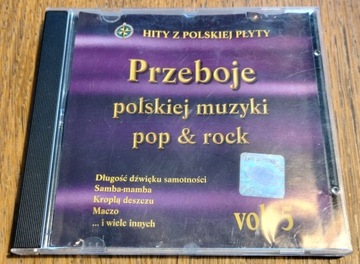 HITY Z POLSKIEJ PŁYTY
Przeboje
polskiej muzyki
pop & rock
Długość dźwięku samotności
Samba-mamba
Kroplą deszczu
Maczo
... i wiele innych
vol. 5